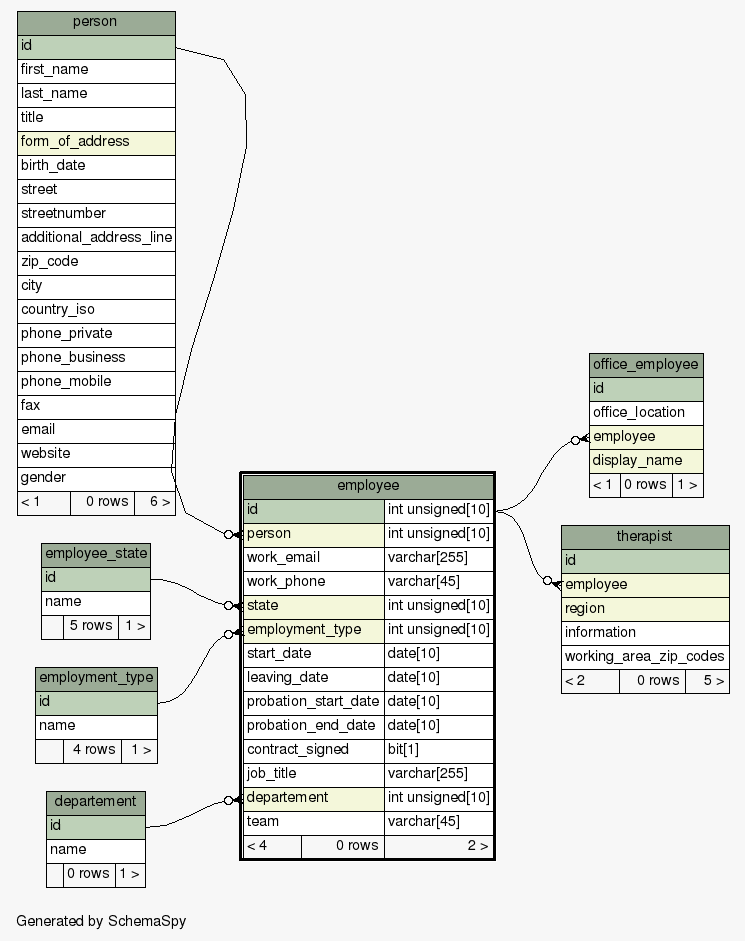 person
id
first_name
last_name
title
form_of_address
birth_date
street
streetnumber
additional_address_line
zip_code
city
country_iso
phone_private
phone_business
phone_mobile
fax
email
website
gender
< 1 0 rows 6 >
employee_state
id
name
5 rows 1 >
employment_type
id
name
4 rows 1 >
departement
id
name
0 rows 1 >
employee
id int unsigned[10]
person int unsigned[10]
work_email varchar[255]
work_phone varchar[45]
state int unsigned[10]
employment_type int unsigned[10]
start_date date[10]
leaving_date date[10]
probation_start_date date[10]
probation_end_date date[10]
contract_signed bit[1]
job_title varchar[255]
departement int unsigned[10]
team varchar[45]
< 4 0 rows 2 >
office_employee
id
office_location
employee
display_name
< 1 0 rows 1 >
therapist
id
employee
region
information
working_area_zip_codes
< 2 0 rows 5 >
Generated by SchemaSpy